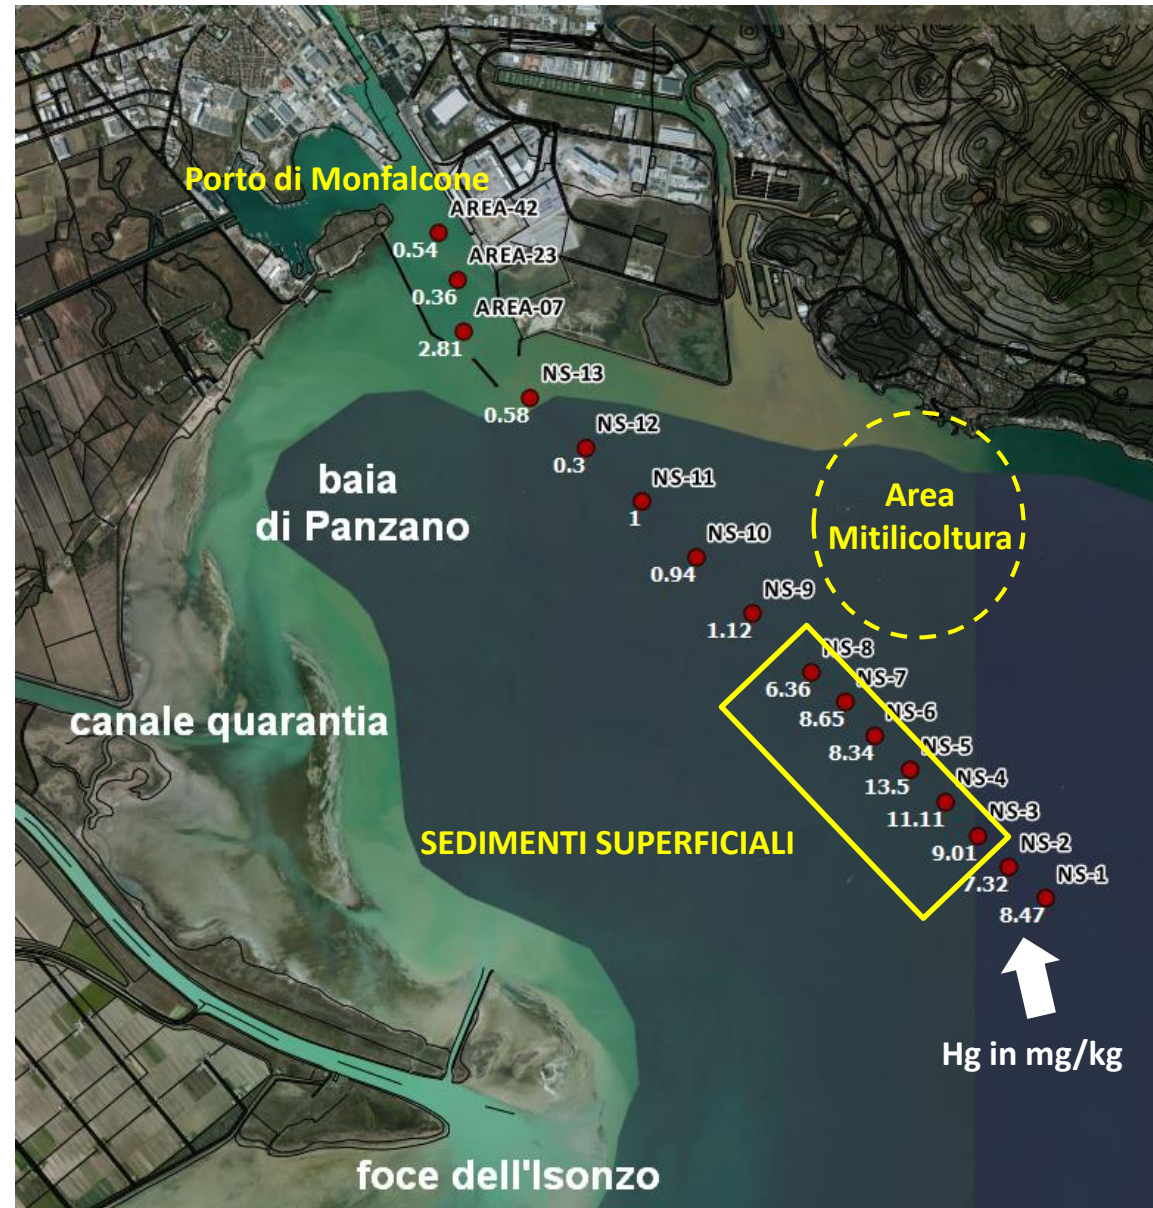 Porto di Monfalcone
AREA-42
0.54
AREA-23
0.36
AREA-07
2.81
NS-13
0.58
NS-12
0.3
NS-11
1
NS-10
0.94
NS-9
1.12
baia
di Panzano
Area
Mitilicoltura
NS-8
6.36
NS-7
8.65
NS-6
8.34
NS-5
13.5
NS-4
11.11
NS-3
9.01
NS-2
7.32
NS-1
8.47
canale quarantia
SEDIMENTI SUPERFICIALI
Hg in mg/kg
foce dell'Isonzo